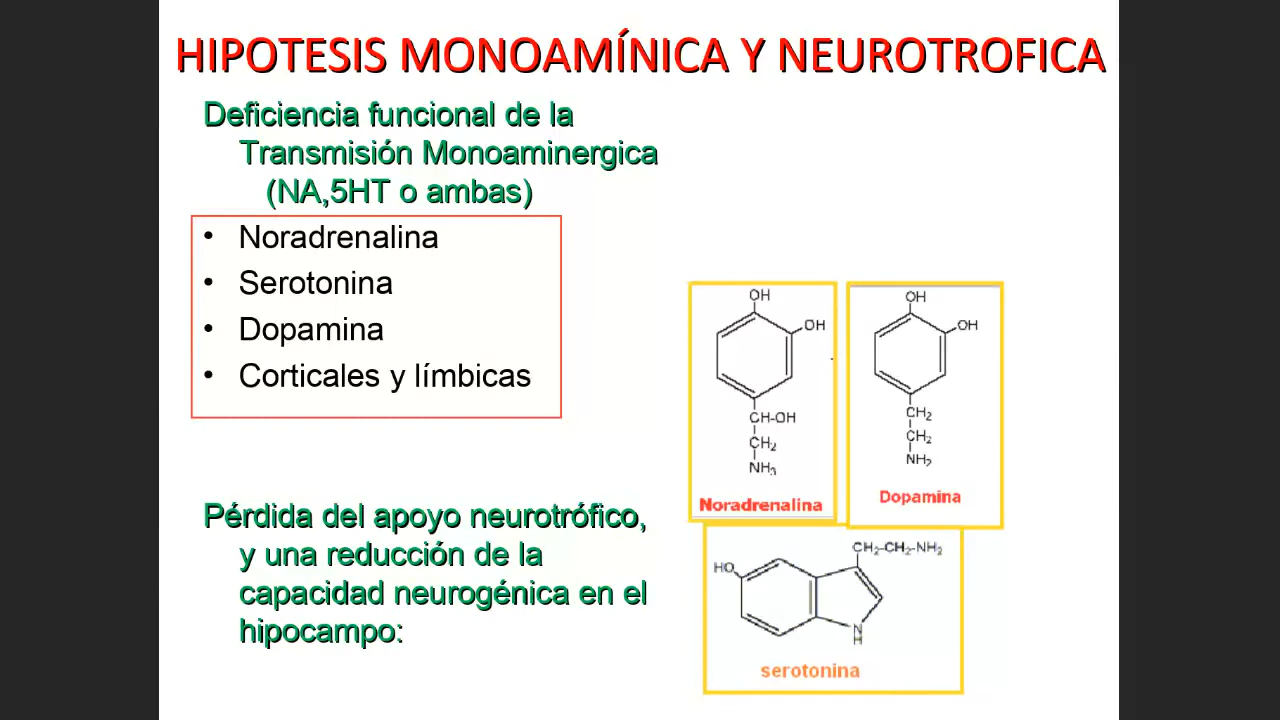 HIPOTESIS MONOAMÍNICA Y NEUROTROFICA
Deficiencia funcional de la
Transmisión Monoaminergica
(NA,5HT o ambas)
• Noradrenalina
• Serotonina
• Dopamina
• Corticales y límbicas
Pérdida del apoyo neurotrófico,
y una reducción de la
capacidad neurogénica en el
hipocampo:
OH
OH
CH-OH
CH₂
NH₃
Noradrenalina
OH
OH
CH₂
CH₂
NH₂
Dopamina
CH₂-CH₂-NH₂
HO
N
H
serotonina